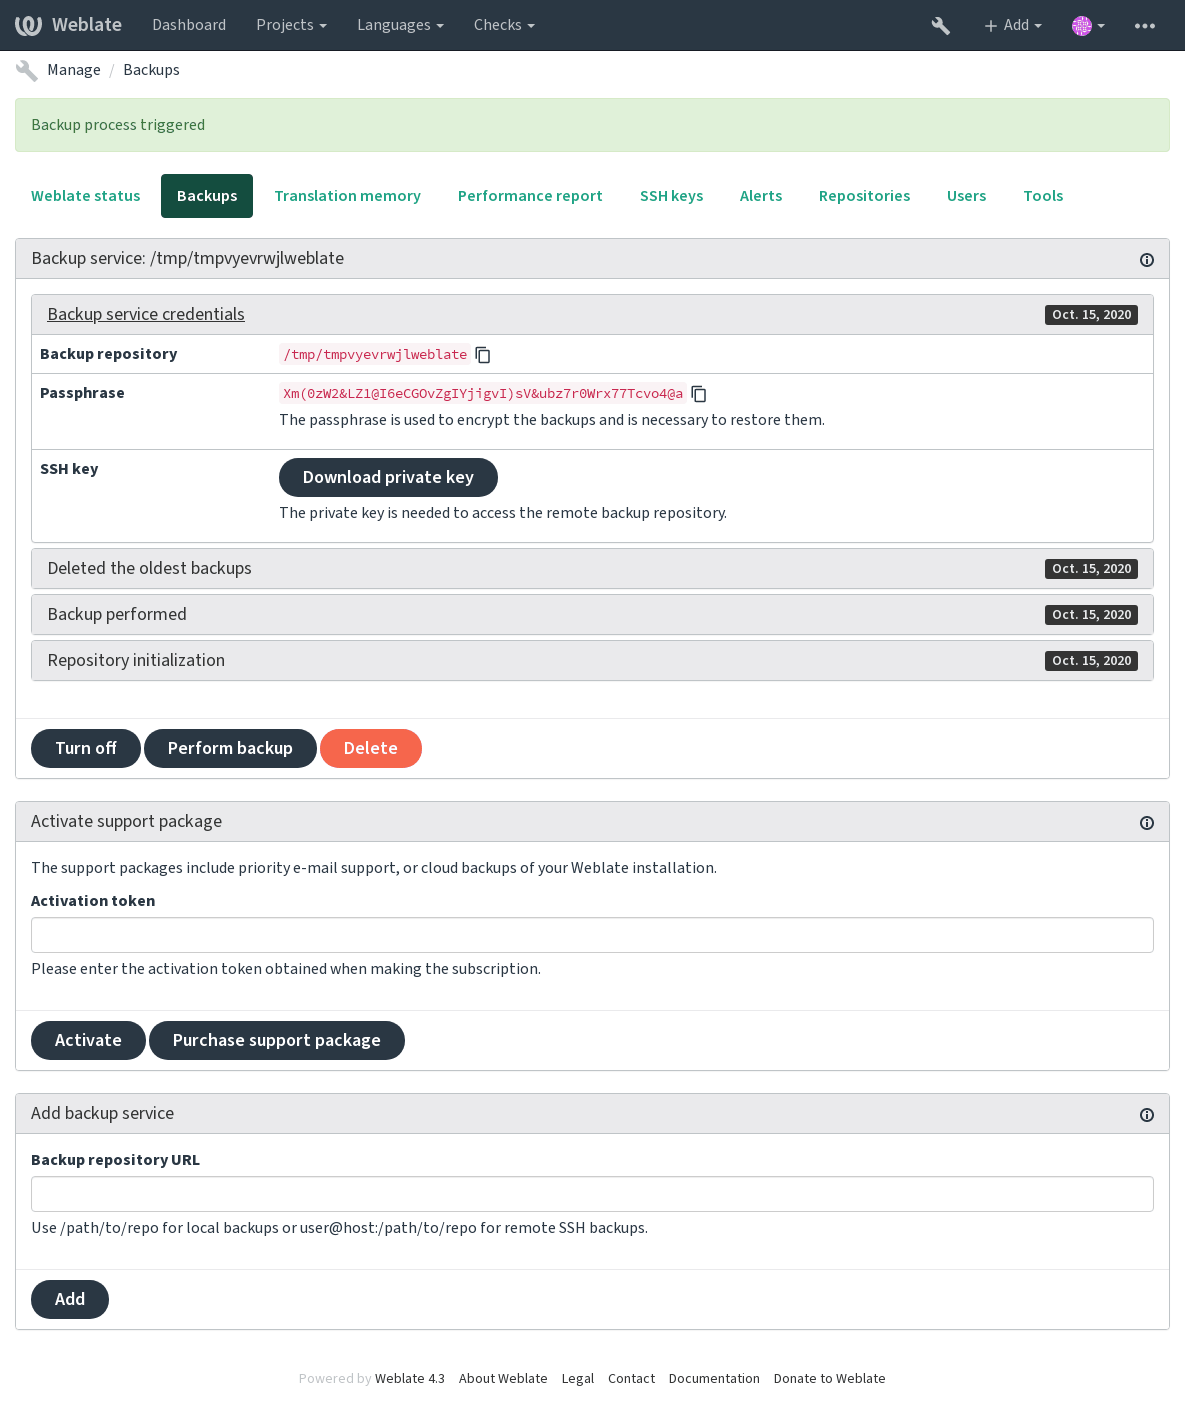 Weblate Dashboard Projects Languages Checks Add
Manage / Backups
Backup process triggered
Weblate status Backups Translation memory Performance report SSH keys Alerts Repositories Users Tools
Backup service: /tmp/tmpvyevrwjlweblate
Backup service credentials Oct. 15, 2020
Backup repository /tmp/tmpvyevrwjlweblate
Passphrase Xm(0zW2&LZ1@I6eCGOvZgIYjigvI)sV&ubz7r0Wrx77Tcvo4@a
The passphrase is used to encrypt the backups and is necessary to restore them.
SSH key Download private key
The private key is needed to access the remote backup repository.
Deleted the oldest backups Oct. 15, 2020
Backup performed Oct. 15, 2020
Repository initialization Oct. 15, 2020
Turn off Perform backup Delete
Activate support package
The support packages include priority e-mail support, or cloud backups of your Weblate installation.
Activation token
Please enter the activation token obtained when making the subscription.
Activate Purchase support package
Add backup service
Backup repository URL
Use /path/to/repo for local backups or user@host:/path/to/repo for remote SSH backups.
Add
Powered by Weblate 4.3 About Weblate Legal Contact Documentation Donate to Weblate